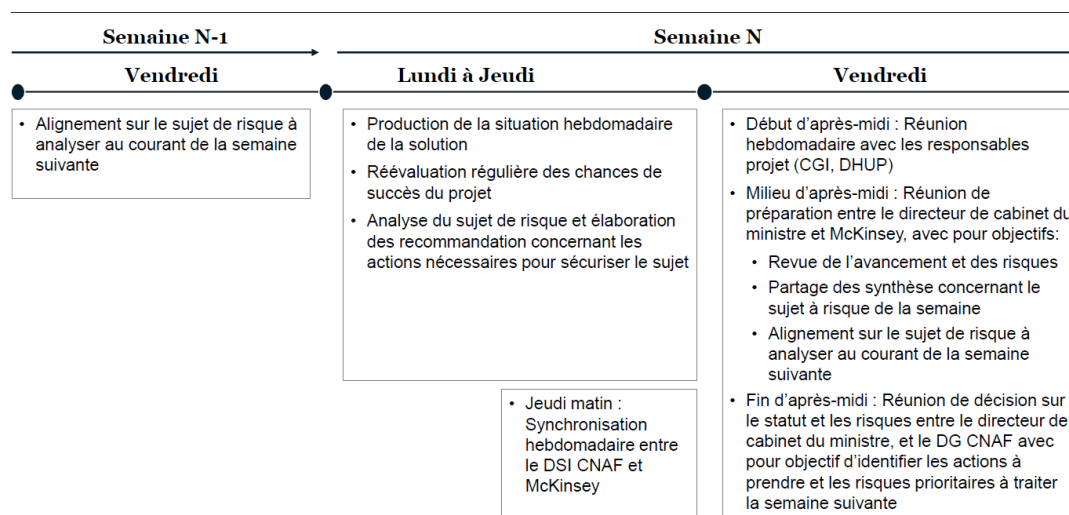 Semaine N-1
Semaine N
Vendredi
Lundi à Jeudi
Vendredi
• Alignement sur le sujet de risque à
analyser au courant de la semaine
suivante
• Production de la situation hebdomadaire
de la solution
• Réévaluation régulière des chances de
succès du projet
• Analyse du sujet de risque et élaboration
des recommandation concernant les
actions nécessaires pour sécuriser le sujet
• Jeudi matin :
Synchronisation
hebdomadaire entre
le DSI CNAF et
McKinsey
• Début d’après-midi : Réunion
hebdomadaire avec les responsables
projet (CGI, DHUP)
• Milieu d’après-midi : Réunion de
préparation entre le directeur de cabinet du
ministre et McKinsey, avec pour objectifs:
• Revue de l’avancement et des risques
• Partage des synthèse concernant le
sujet à risque de la semaine
• Alignement sur le sujet de risque à
analyser au courant de la semaine
suivante
• Fin d’après-midi : Réunion de décision sur
le statut et les risques entre le directeur de
cabinet du ministre, et le DG CNAF avec
pour objectif d’identifier les actions à
prendre et les risques prioritaires à traiter
la semaine suivante